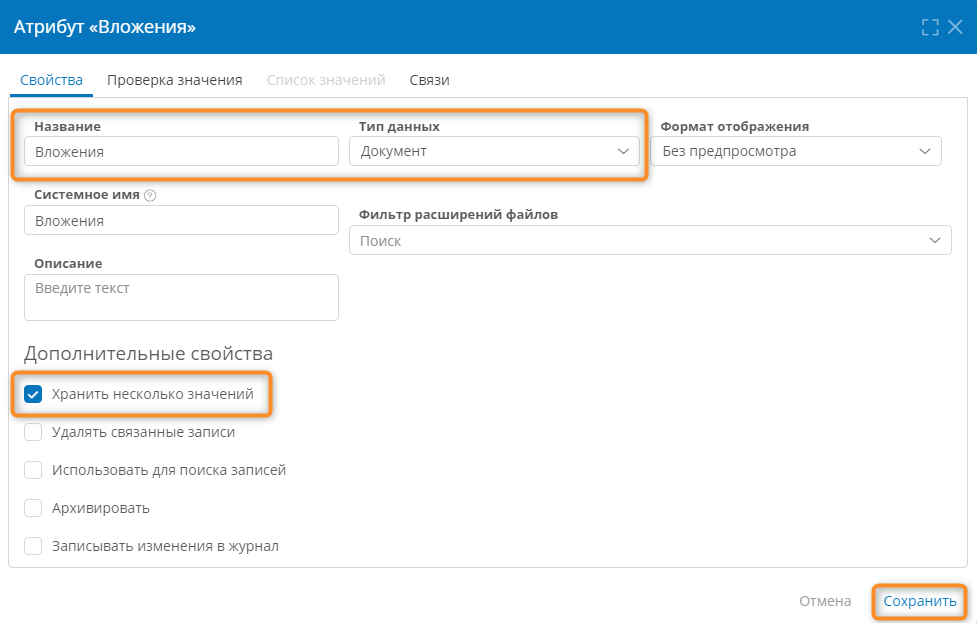 Атрибут «Вложения»
Свойства Проверка значения Список значений Связи
Название Тип данных Формат отображения
Вложения Документ Без предпросмотра
Системное имя ?
Вложения
Фильтр расширений файлов
Поиск
Описание
Введите текст
Дополнительные свойства
Хранить несколько значений
Удалять связанные записи
Использовать для поиска записей
Архивировать
Записывать изменения в журнал
Отмена Сохранить